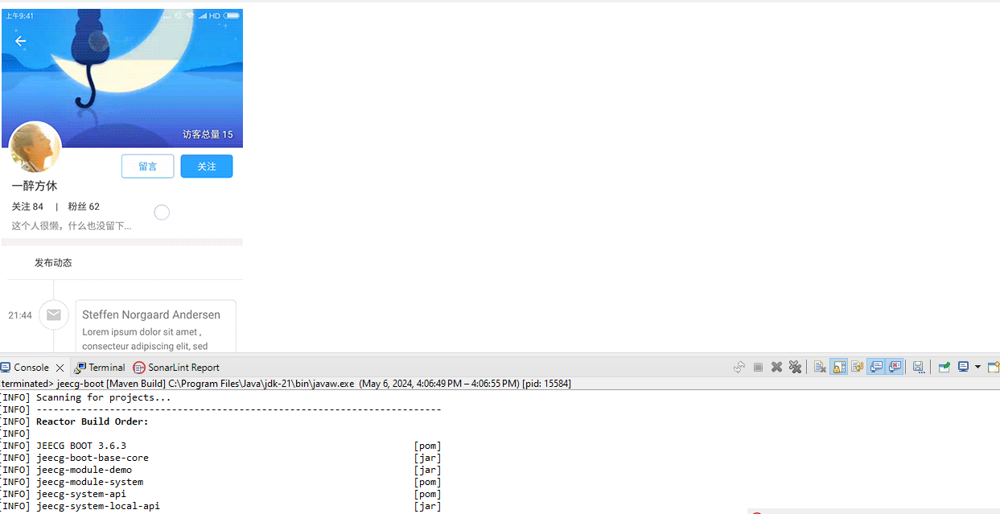 上午9:41
... HD
访客总量 15
留言 关注
一醉方休
关注 84 | 粉丝 62
这个人很懒，什么也没留下...
发布动态
21:44
Steffen Norgaard Andersen
Lorem ipsum dolor sit amet ,
consecteur adipiscing elit, sed
Console Terminal SonarLint Report
<terminated> jeecg-boot [Maven Build] C:\Program Files\Java\jdk-21\bin\javaw.exe (May 6, 2024, 4:06:49 PM – 4:06:55 PM) [pid: 15584]
[INFO] Scanning for projects...
[INFO] ------------------------------------------------------------------------
[INFO] Reactor Build Order:
[INFO]
[INFO] JEECG BOOT 3.6.3 [pom]
[INFO] jeecg-boot-base-core [jar]
[INFO] jeecg-module-demo [jar]
[INFO] jeecg-module-system [pom]
[INFO] jeecg-system-api [pom]
[INFO] jeecg-system-local-api [jar]